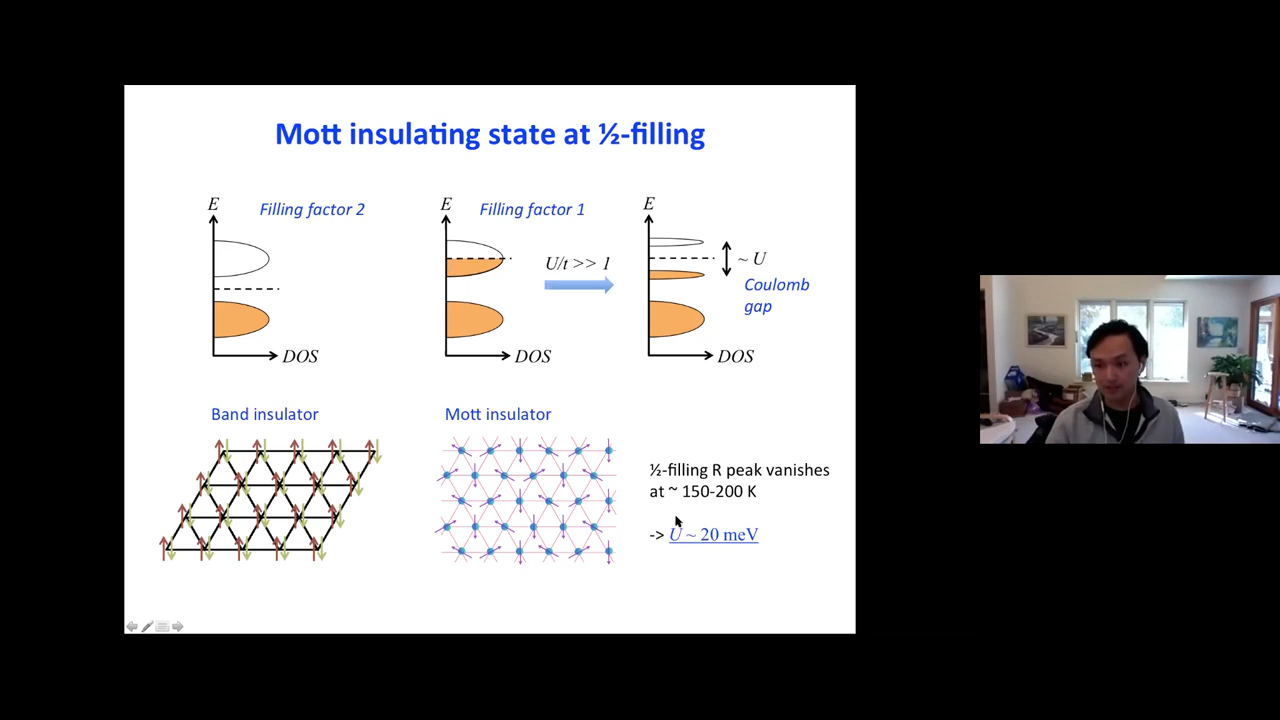 Mott insulating state at ½-filling
E
Filling factor 2
DOS
E
Filling factor 1
DOS
U/t >> 1
E
~ U
Coulomb
gap
DOS
Band insulator
Mott insulator
½-filling R peak vanishes
at ~ 150-200 K
-> U ~ 20 meV